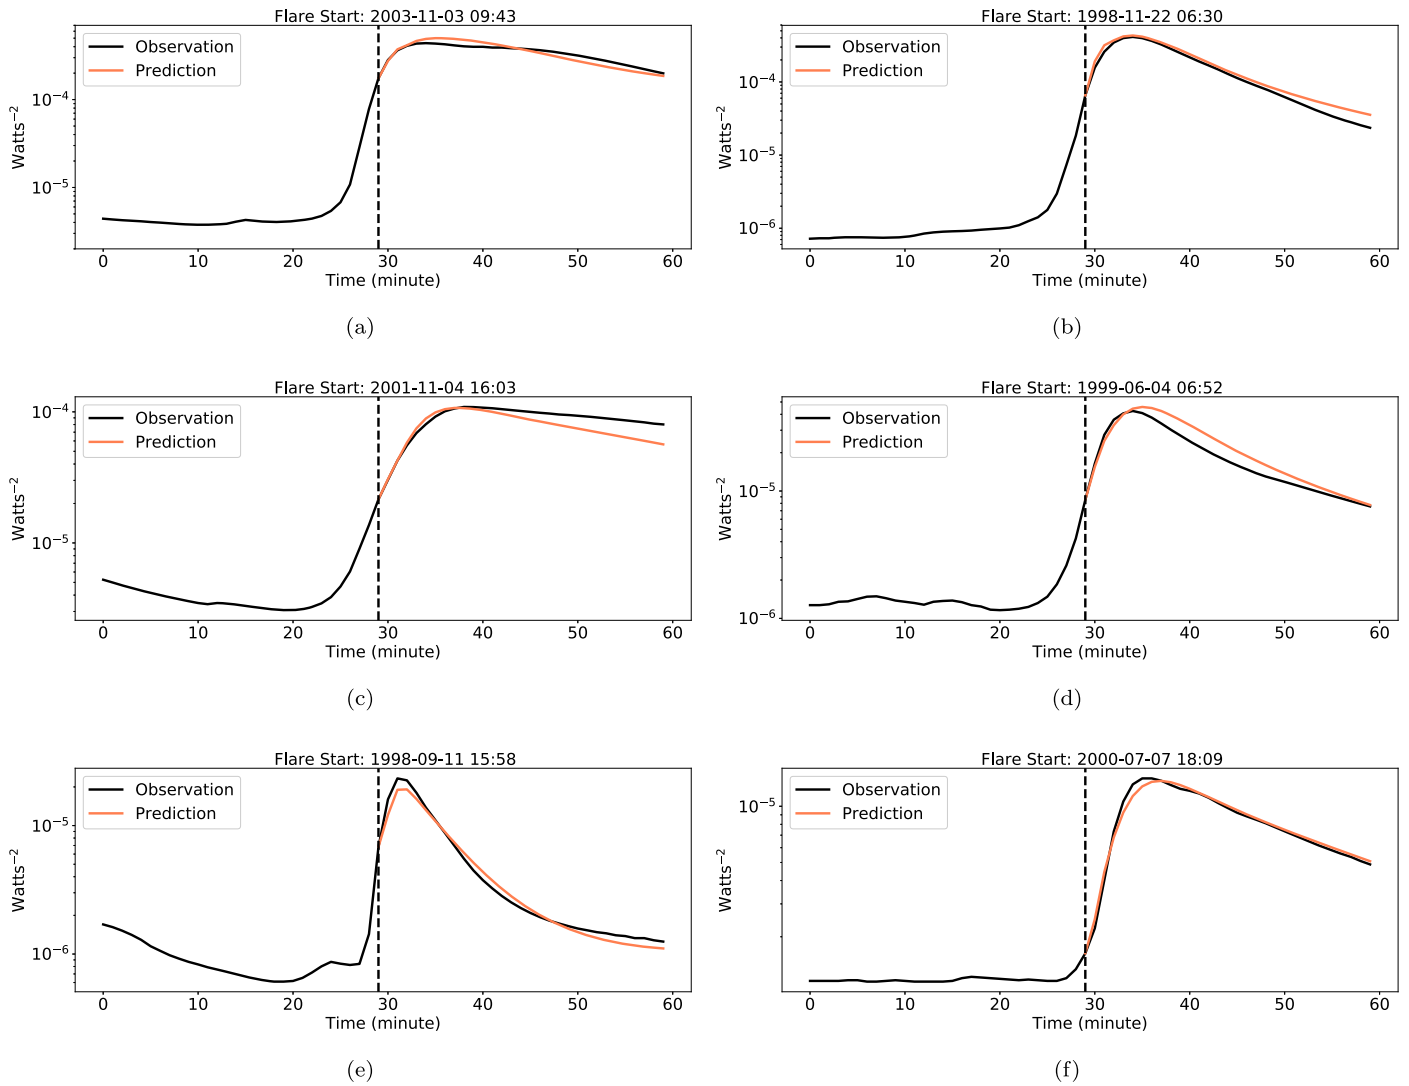 Flare Start: 2003-11-03 09:43
Observation
Prediction
Watts⁻²
10⁻⁴
10⁻⁵
0 10 20 30 40 50 60
Time (minute)
(a)
Flare Start: 1998-11-22 06:30
Observation
Prediction
Watts⁻²
10⁻⁴
10⁻⁵
10⁻⁶
0 10 20 30 40 50 60
Time (minute)
(b)
Flare Start: 2001-11-04 16:03
Observation
Prediction
Watts⁻²
10⁻⁴
10⁻⁵
0 10 20 30 40 50 60
Time (minute)
(c)
Flare Start: 1999-06-04 06:52
Observation
Prediction
Watts⁻²
10⁻⁵
10⁻⁶
0 10 20 30 40 50 60
Time (minute)
(d)
Flare Start: 1998-09-11 15:58
Observation
Prediction
Watts⁻²
10⁻⁵
10⁻⁶
0 10 20 30 40 50 60
Time (minute)
(e)
Flare Start: 2000-07-07 18:09
Observation
Prediction
Watts⁻²
10⁻⁵
0 10 20 30 40 50 60
Time (minute)
(f)